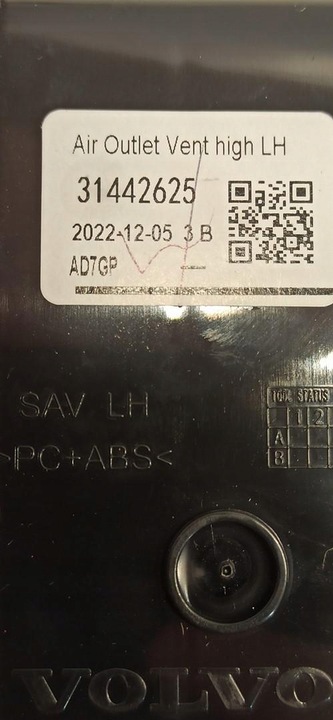 Air Outlet Vent high LH
31442625
2022-12-05 3 B
AD7GP
SAV LH
>PC+ABS<
TOOL STATUS
1 2
A
B
VOLVO